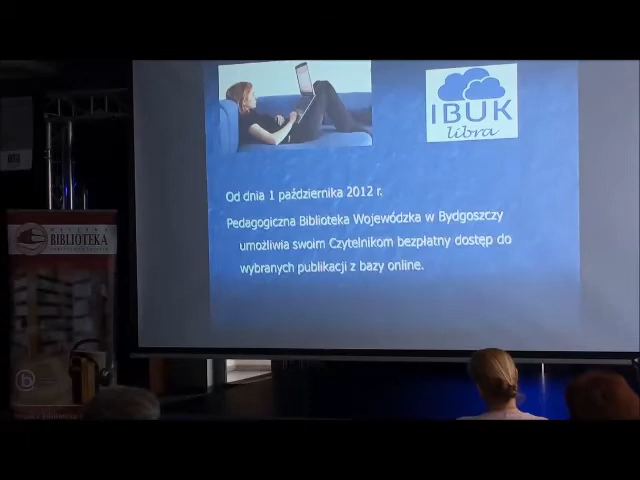 IBUK
libra
Od dnia 1 października 2012 r.
Pedagogiczna Biblioteka Wojewódzka w Bydgoszczy
umożliwia swoim Czytelnikom bezpłatny dostęp do
wybranych publikacji z bazy online.
BIBLIOTEKA